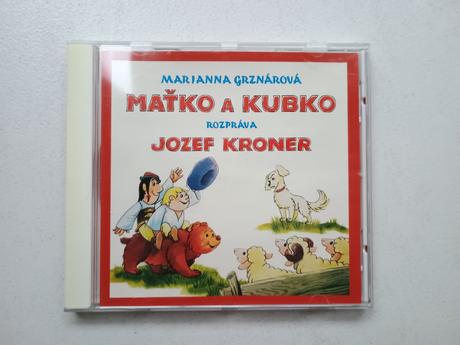 MARIANNA GRZNÁROVÁ
MAŤKO A KUBKO
ROZPRÁVA
JOZEF KRONER